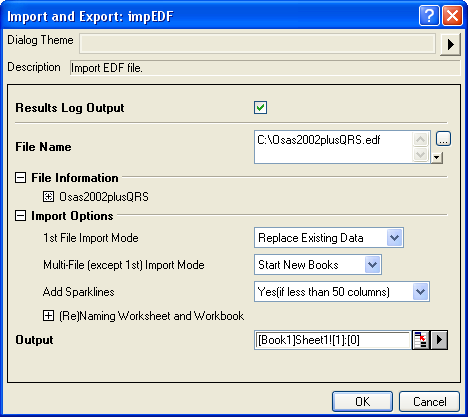 Import and Export: impEDF
Dialog Theme
Description Import EDF file.
Results Log Output
File Name C:\Osas2002plusQRS.edf
...
File Information
Osas2002plusQRS
Import Options
1st File Import Mode Replace Existing Data
Multi-File (except 1st) Import Mode Start New Books
Add Sparklines Yes(if less than 50 columns)
(Re)Naming Worksheet and Workbook
Output [Book1]Sheet1![1]:[0]
OK Cancel